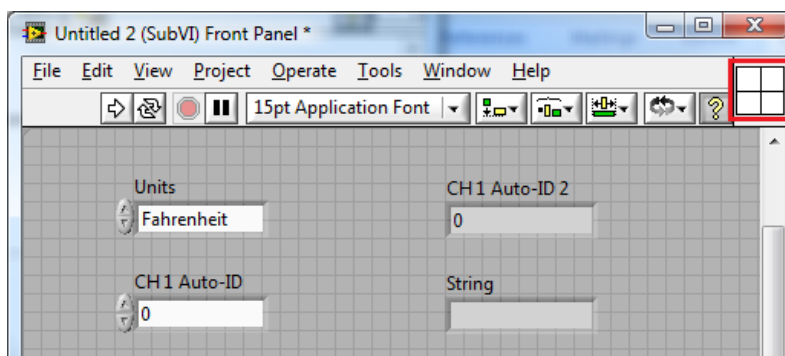 Untitled 2 (SubVI) Front Panel *
File Edit View Project Operate Tools Window Help
15pt Application Font
Units CH 1 Auto-ID 2
Fahrenheit 0
CH 1 Auto-ID String
0